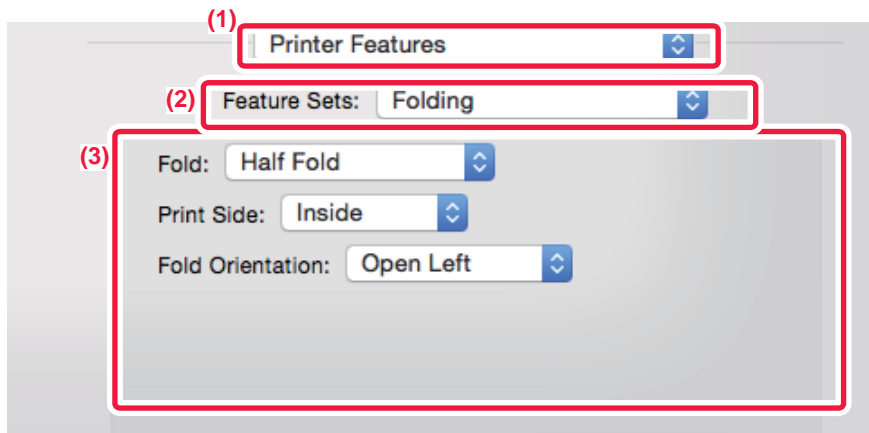 (1)
Printer Features
(2)
Feature Sets: Folding
(3)
Fold: Half Fold
Print Side: Inside
Fold Orientation: Open Left